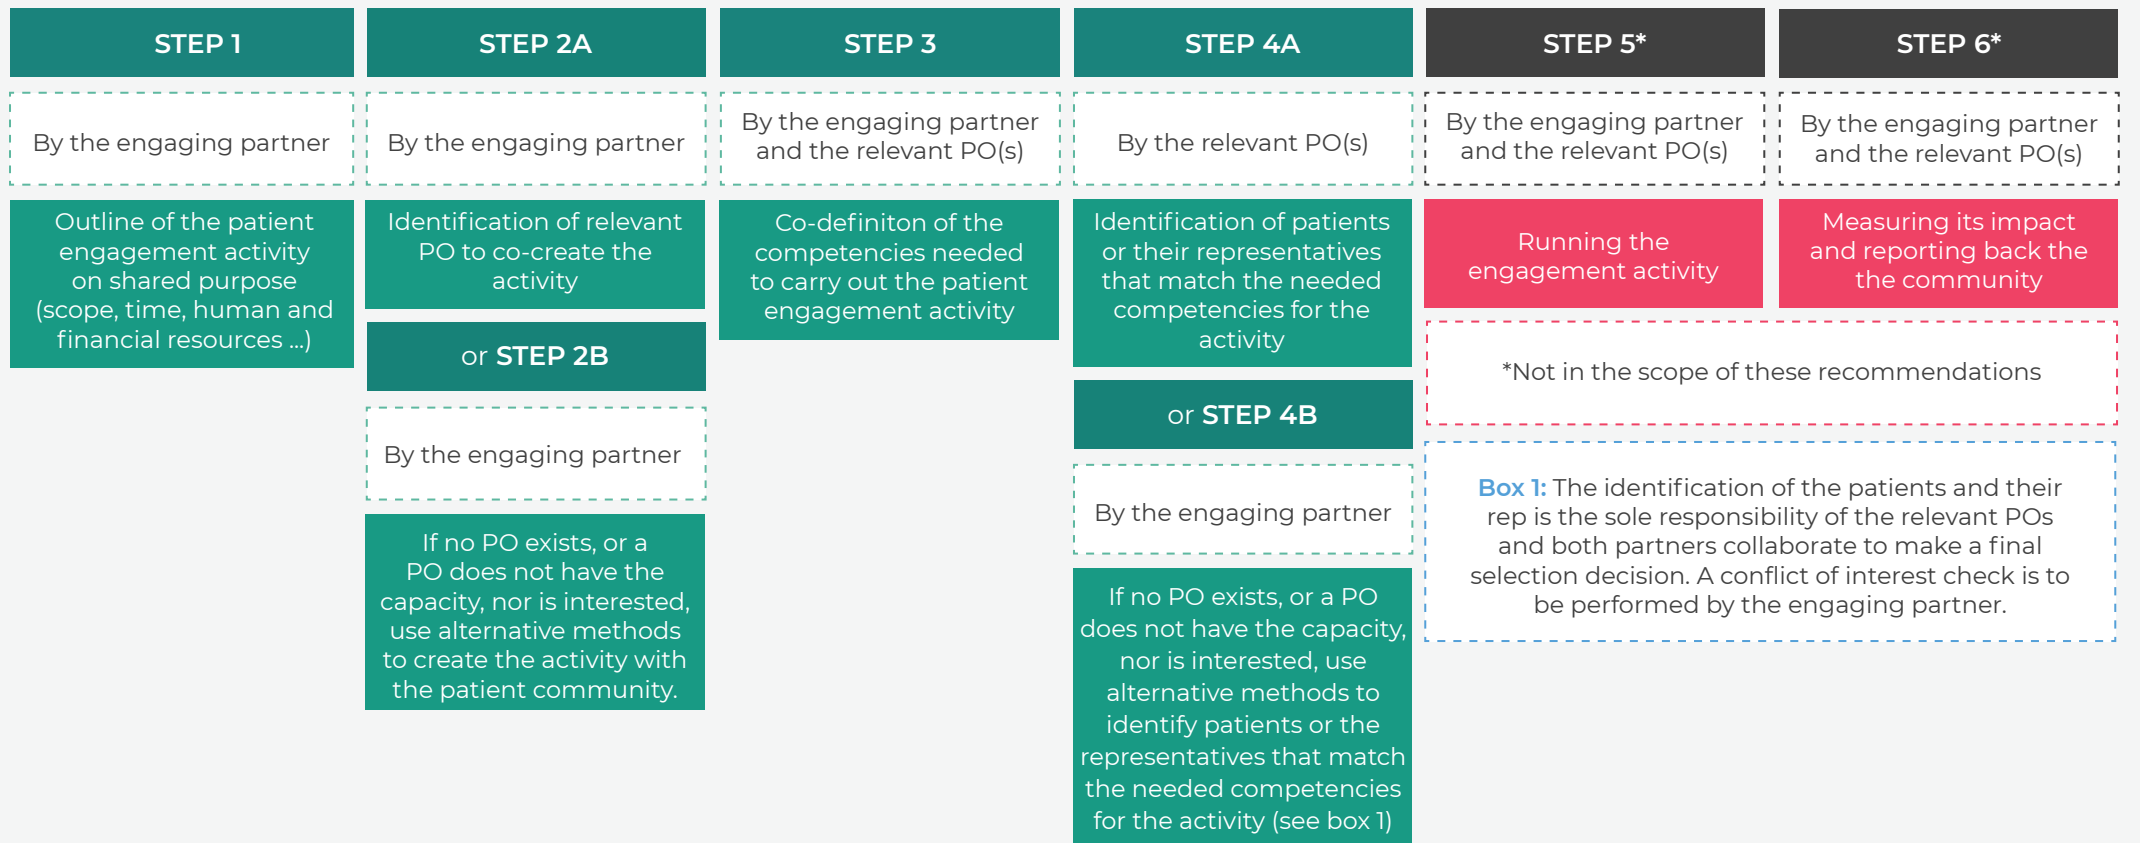 STEP 1
By the engaging partner
Outline of the patient
engagement activity
on shared purpose
(scope, time, human and
financial resources ...)
STEP 2A
By the engaging partner
Identification of relevant
PO to co-create the
activity
or STEP 2B
By the engaging partner
If no PO exists, or a
PO does not have the
capacity, nor is interested,
use alternative methods
to create the activity with
the patient community.
STEP 3
By the engaging partner
and the relevant PO(s)
Co-definiton of the
competencies needed
to carry out the patient
engagement activity
STEP 4A
By the relevant PO(s)
Identification of patients
or their representatives
that match the needed
competencies for the
activity
or STEP 4B
By the engaging partner
If no PO exists, or a PO
does not have the capacity,
nor is interested, use
alternative methods to
identify patients or the
representatives that match
the needed competencies
for the activity (see box 1)
STEP 5*
By the engaging partner
and the relevant PO(s)
Running the
engagement activity
STEP 6*
By the engaging partner
and the relevant PO(s)
Measuring its impact
and reporting back the
the community
*Not in the scope of these recommendations
Box 1: The identification of the patients and their
rep is the sole responsibility of the relevant POs
and both partners collaborate to make a final
selection decision. A conflict of interest check is to
be performed by the engaging partner.